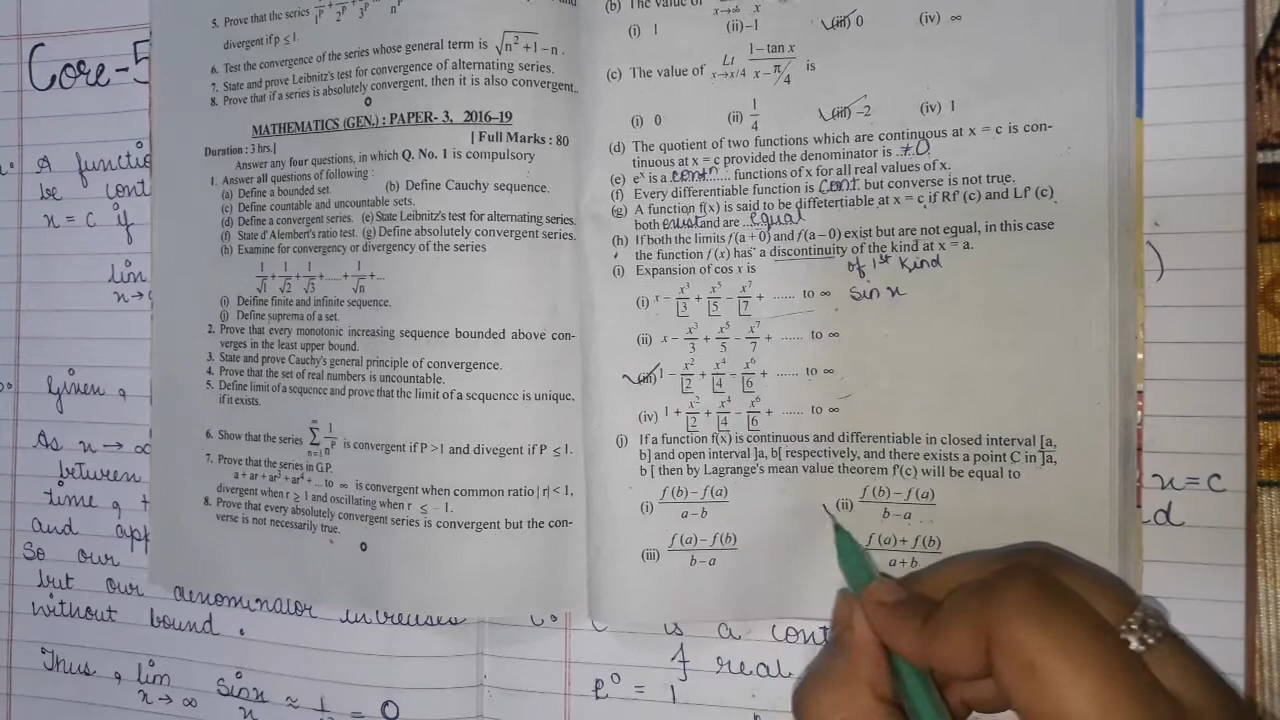 Core-5
A functio
be cont
x = c if
lim
Given,
As x → ∞
between
time, +
and app
So our
but our denominator increases
without bound.
Thus, lim sin x ≈ 1 = 0
x → ∞ x
5. Prove that the series 1^P 2^P 3^P n^P
divergent if p ≤ 1.
6. Test the convergence of the series whose general term is √n²+1 – n.
7. State and prove Leibnitz's test for convergence of alternating series.
8. Prove that if a series is absolutely convergent, then it is also convergent.
MATHEMATICS (GEN.) : PAPER- 3, 2016–19
Duration : 3 hrs.| | Full Marks : 80
Answer any four questions, in which Q. No. 1 is compulsory
1. Answer all questions of following :
(a) Define a bounded set. (b) Define Cauchy sequence.
(c) Define countable and uncountable sets.
(d) Define a convergent series. (e) State Leibnitz's test for alternating series.
(f) State d' Alembert's ratio test. (g) Define absolutely convergent series.
(h) Examine for convergency or divergency of the series
1/√1 + 1/√2 + 1/√3 + ...... + 1/√n + ...
(i) Deifine finite and infinite sequence.
(j) Define suprema of a set.
2. Prove that every monotonic increasing sequence bounded above con-
verges in the least upper bound.
3. State and prove Cauchy's general principle of convergence.
4. Prove that the set of real numbers is uncountable.
5. Define limit of a sequence and prove that the limit of a sequence is unique,
if it exists.
6. Show that the series ∞ Σ n=1 1/n^P is convergent if P >1 and divegent if P ≤ 1.
7. Prove that the series in G.P.
a + ar + ar² + ar³ + ... to ∞ is convergent when common ratio | r| < 1,
divergent when r ≥ 1 and oscillating when r ≤ – 1.
8. Prove that every absolutely convergent series is convergent but the con-
verse is not necessarily true.
(b) The value of x→∞ x
(i) 1 (ii) –1 (iii) 0 (iv) ∞
(c) The value of Lt x→x/4 1–tan x / x–π/4 is
(i) 0 (ii) 1/4 (iii) –2 (iv) 1
(d) The quotient of two functions which are continuous at x = c is con-
tinuous at x = c provided the denominator is ..≠0.
(e) e^x is a contn...... functions of x for all real values of x.
(f) Every differentiable function is Cont. but converse is not true.
(g) A function f(x) is said to be differtertiable at x = c if Rf' (c) and Lf' (c)
both exist and are ...equal
(h) If both the limits f(a + 0) and f(a – 0) exist but are not equal, in this case
the function f (x) has a discontinuity of the kind at x = a.
of 1st kind
(i) Expansion of cos x is
(i) x – x³/|3 + x⁵/|5 – x⁷/|7 + ...... to ∞ Sin x
(ii) x – x³/3 + x⁵/5 – x⁷/7 + ...... to ∞
(iii) 1 – x²/|2 + x⁴/|4 – x⁶/|6 + ...... to ∞
(iv) 1 + x²/|2 + x⁴/|4 – x⁶/|6 + ...... to ∞
(j) If a function f(x) is continuous and differentiable in closed interval [a,
b] and open interval ]a, b[ respectively, and there exists a point C in ]a,
b [ then by Lagrange's mean value theorem f'(c) will be equal to
(i) f(b) – f(a) / a–b (ii) f(b) – f(a) / b–a
(iii) f(a) – f(b) / b–a f(a) + f(b) / a+b
x = c
is a cont
f real
e^0 = 1